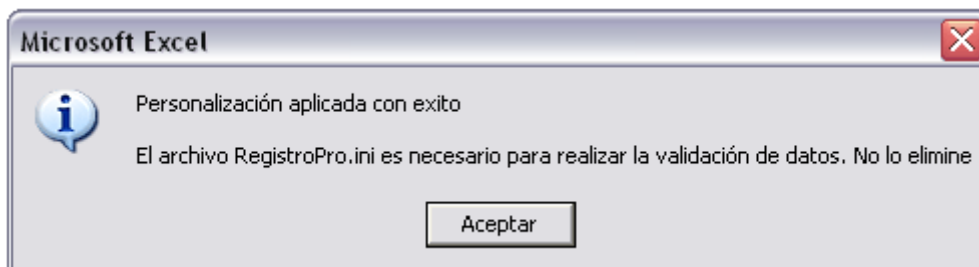 Microsoft Excel
Personalización aplicada con exito
El archivo RegistroPro.ini es necesario para realizar la validación de datos. No lo elimine
Aceptar